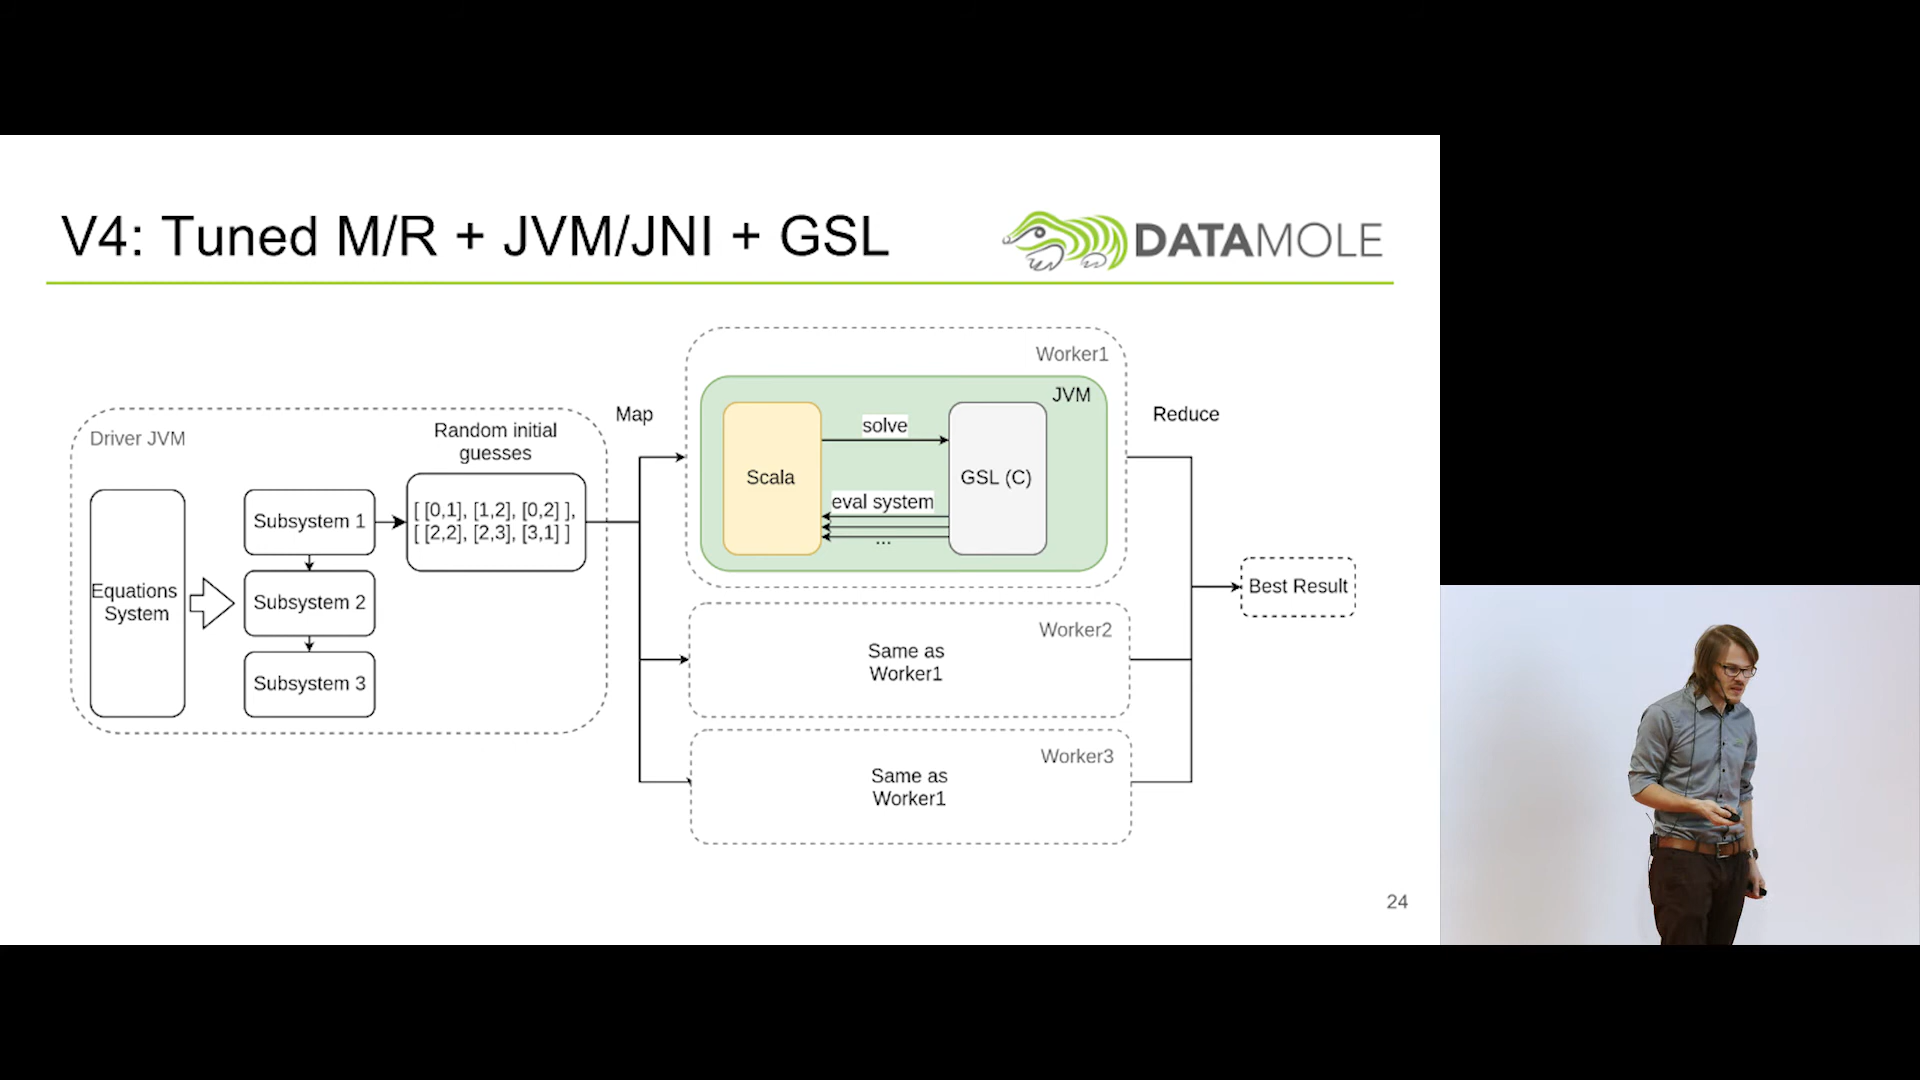 V4: Tuned M/R + JVM/JNI + GSL
DATAMOLE
Driver JVM
Equations
System
Subsystem 1
Subsystem 2
Subsystem 3
Random initial
guesses
[ [0,1], [1,2], [0,2] ],
[ [2,2], [2,3], [3,1] ]
Map
Worker1
JVM
Scala
solve
eval system
...
GSL (C)
Worker2
Same as
Worker1
Worker3
Same as
Worker1
Reduce
Best Result
24